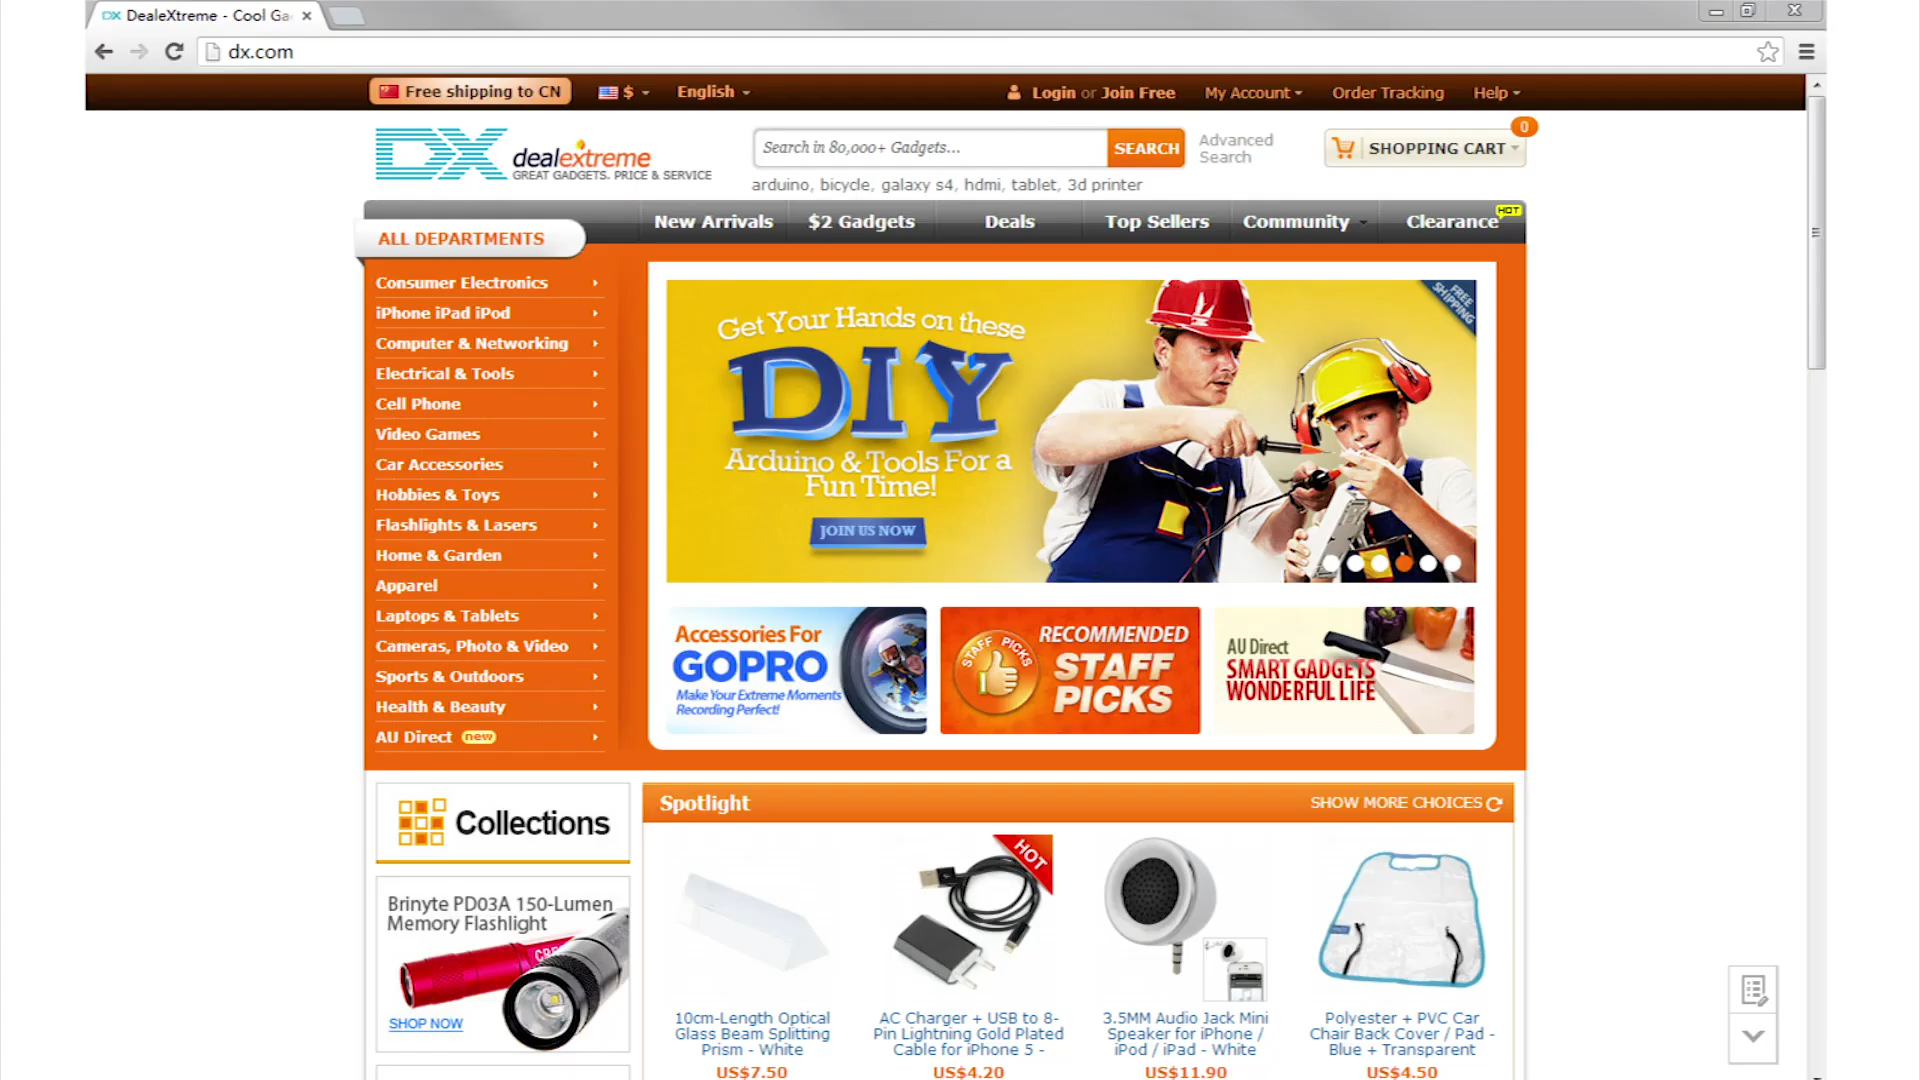 DX DealeXtreme - Cool Ga
dx.com
Free shipping to CN
$
English
Login or Join Free
My Account
Order Tracking
Help
DX dealextreme
GREAT GADGETS. PRICE & SERVICE
Search in 80,000+ Gadgets...
SEARCH
Advanced
Search
0
SHOPPING CART
arduino, bicycle, galaxy s4, hdmi, tablet, 3d printer
ALL DEPARTMENTS
New Arrivals
$2 Gadgets
Deals
Top Sellers
Community
Clearance
HOT
Consumer Electronics
iPhone iPad iPod
Computer & Networking
Electrical & Tools
Cell Phone
Video Games
Car Accessories
Hobbies & Toys
Flashlights & Lasers
Home & Garden
Apparel
Laptops & Tablets
Cameras, Photo & Video
Sports & Outdoors
Health & Beauty
AU Direct new
Get Your Hands on these
DIY
Arduino & Tools For a
Fun Time!
JOIN US NOW
FREE
SHIPPING
Accessories For
GOPRO
Make Your Extreme Moments
Recording Perfect!
STAFF PICKS
RECOMMENDED
STAFF
PICKS
AU Direct
SMART GADGETS
WONDERFUL LIFE
Collections
Brinyte PD03A 150-Lumen
Memory Flashlight
CRE
SHOP NOW
Spotlight
SHOW MORE CHOICES
HOT
10cm-Length Optical
Glass Beam Splitting
Prism - White
US$7.50
AC Charger + USB to 8-
Pin Lightning Gold Plated
Cable for iPhone 5 -
US$4.20
3.5MM Audio Jack Mini
Speaker for iPhone /
iPod / iPad - White
US$11.90
Polyester + PVC Car
Chair Back Cover / Pad -
Blue + Transparent
US$4.50